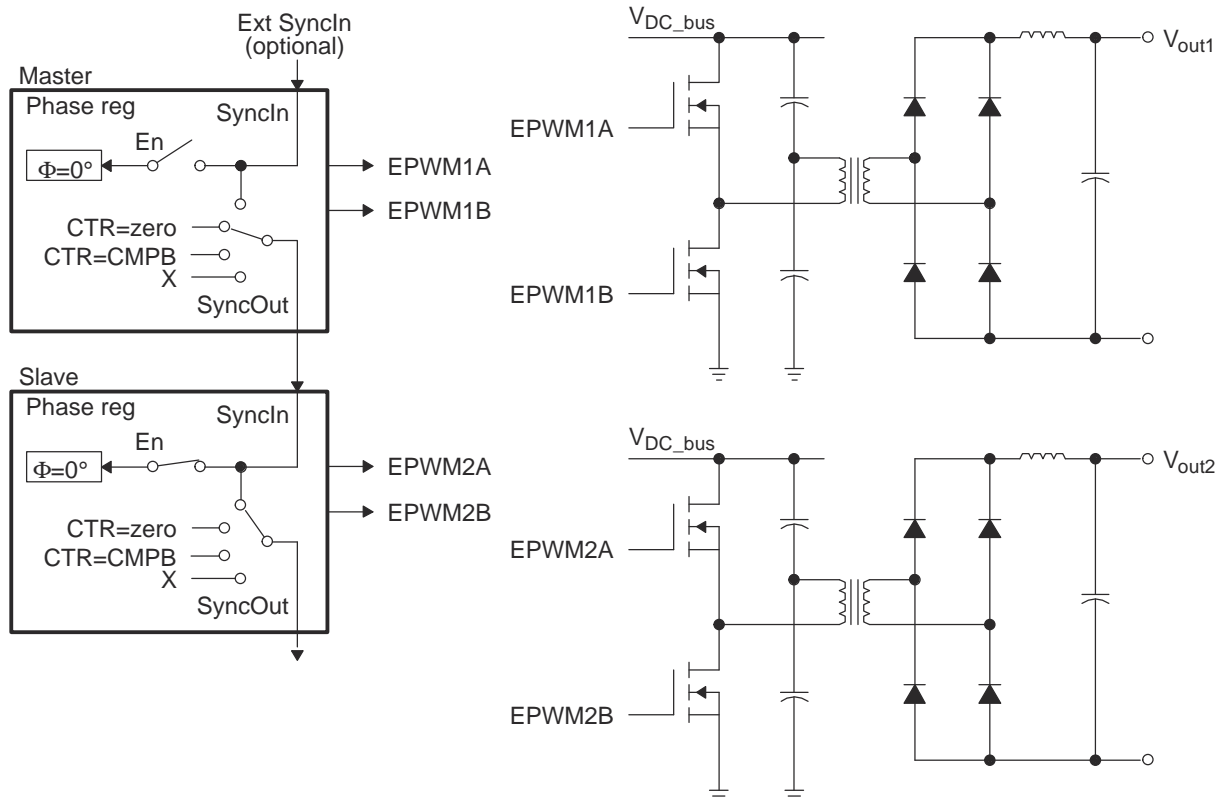 Ext SyncIn
(optional)
Master
Phase reg
SyncIn
En
Φ=0°
EPWM1A
EPWM1B
CTR=zero
CTR=CMPB
X
SyncOut
Slave
Phase reg
SyncIn
En
Φ=0°
EPWM2A
EPWM2B
CTR=zero
CTR=CMPB
X
SyncOut
VDC_bus
Vout1
EPWM1A
EPWM1B
VDC_bus
Vout2
EPWM2A
EPWM2B